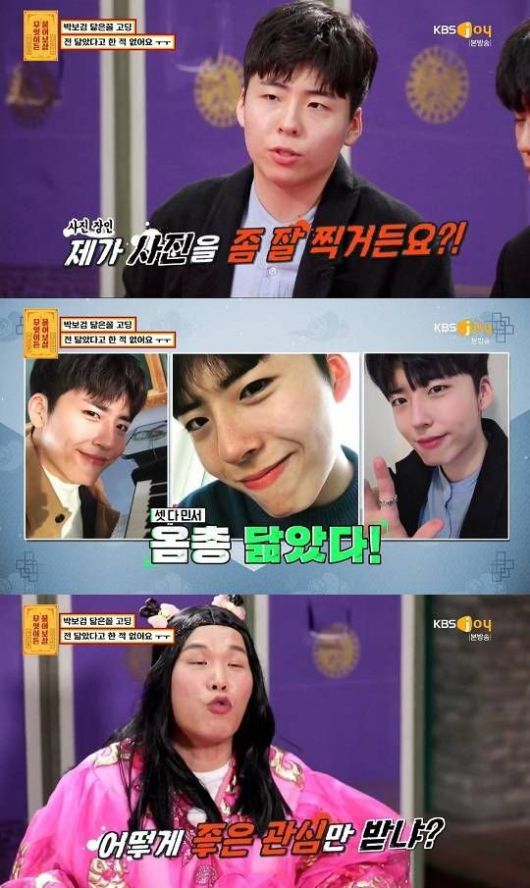 무엇이든
물어보살
박보검 닮은꼴 고딩
전 닮았다고 한 적 없어요 ㅜㅜ
KBS joy
본방송
사진 장인
제가 사진을 좀 잘 찍거든요?!
무엇이든
물어보살
박보검 닮은꼴 고딩
전 닮았다고 한 적 없어요 ㅜㅜ
KBS joy
본방송
셋 다 민서
옴총 닮았다!
무엇이든
물어보살
박보검 닮은꼴 고딩
전 닮았다고 한 적 없어요 ㅜㅜ
KBS joy
본방송
어떻게 좋은 관심만 받냐?